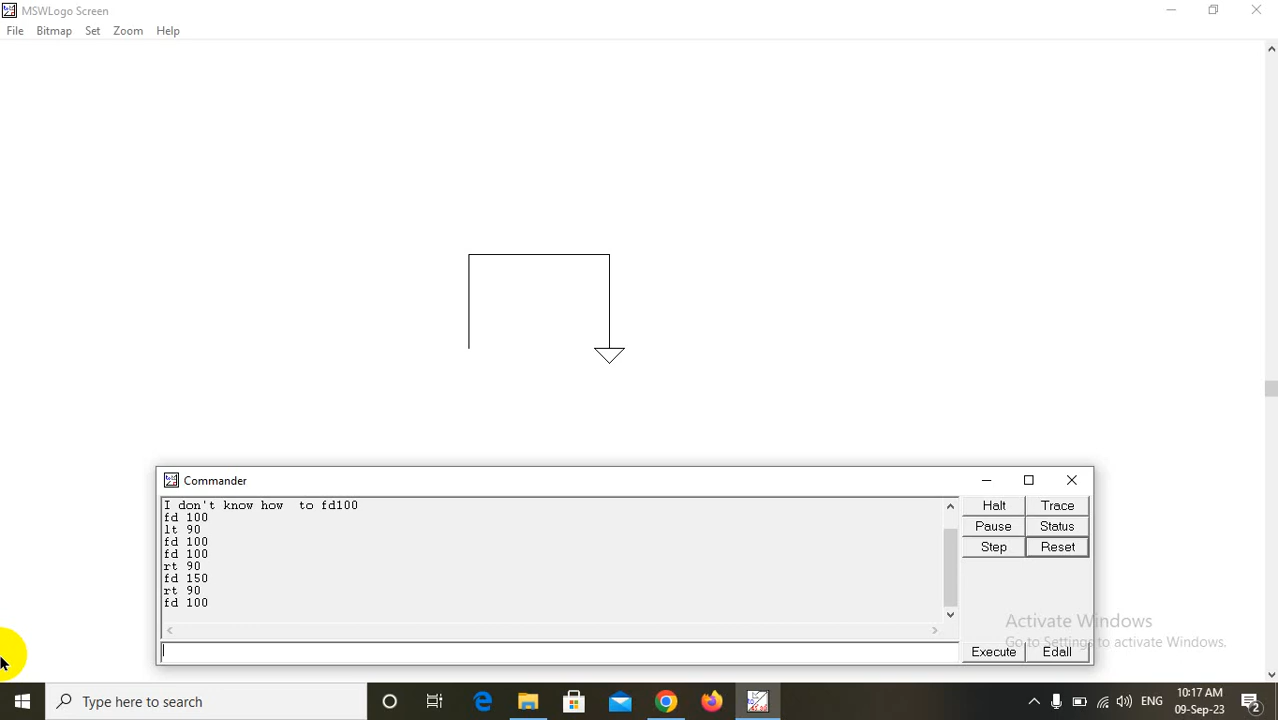 MSWLogo Screen
File Bitmap Set Zoom Help
Commander
I don't know how  to fd100
fd 100
lt 90
fd 100
fd 100
rt 90
fd 150
rt 90
fd 100
Halt Trace
Pause Status
Step Reset
Execute Edall
Activate Windows
Go to Settings to activate Windows.
Type here to search
ENG
10:17 AM
09-Sep-23
2